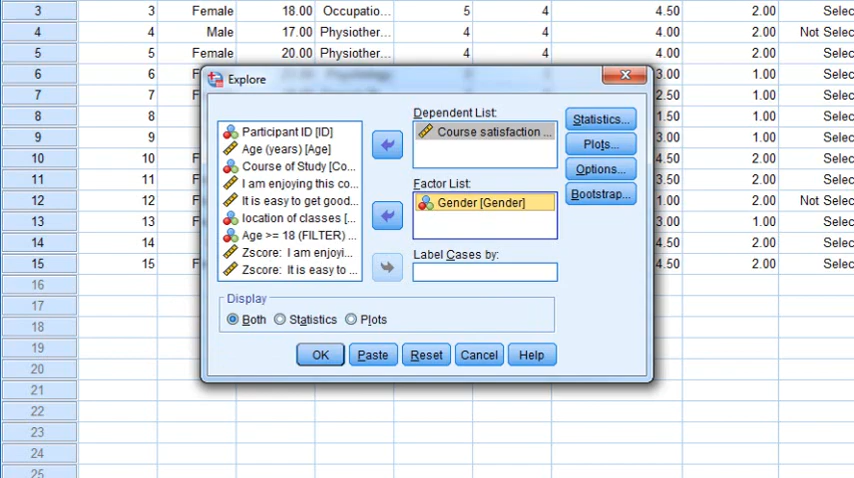 3 3 Female 18.00 Occupatio... 5 4 4.50 2.00 Selec
4 4 Male 17.00 Physiother... 4 4 4.00 2.00 Not Selec
5 5 Female 20.00 Physiother... 4 4 4.00 2.00 Selec
6 6 3.00 1.00 Selec
7 7 2.50 1.00 Selec
8 8 1.50 1.00 Selec
9 9 3.00 1.00 Selec
10 10 4.50 2.00 Selec
11 11 3.50 2.00 Selec
12 12 1.00 2.00 Not Selec
13 13 3.00 1.00 Selec
14 14 4.50 2.00 Selec
15 15 4.50 2.00 Selec
16
17
18
19
20
21
22
23
24
25
Explore
Participant ID [ID]
Age (years) [Age]
Course of Study [Co...
I am enjoying this co...
It is easy to get good...
location of classes [...
Age >= 18 (FILTER) ...
Zscore: I am enjoyi...
Zscore: It is easy to ...
Dependent List:
Course satisfaction ...
Factor List:
Gender [Gender]
Label Cases by:
Statistics...
Plots...
Options...
Bootstrap...
Display
Both Statistics Plots
OK Paste Reset Cancel Help